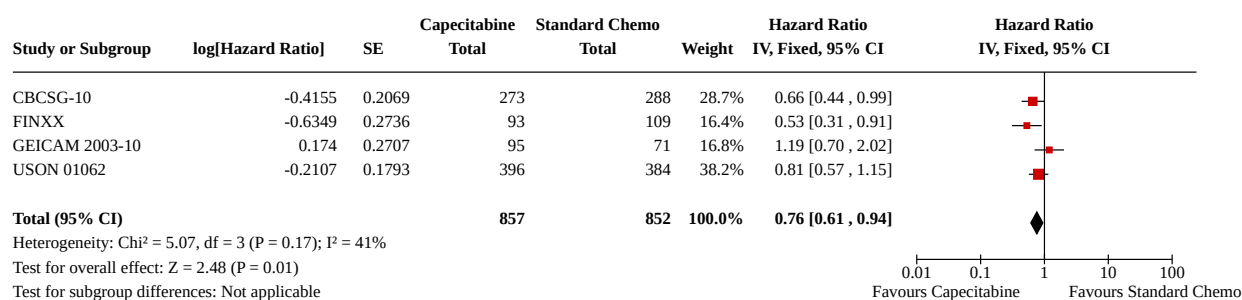 Capecitabine Standard Chemo Hazard Ratio Hazard Ratio
Study or Subgroup log[Hazard Ratio] SE Total Total Weight IV, Fixed, 95% CI IV, Fixed, 95% CI
CBCSG-10 -0.4155 0.2069 273 288 28.7% 0.66 [0.44 , 0.99]
FINXX -0.6349 0.2736 93 109 16.4% 0.53 [0.31 , 0.91]
GEICAM 2003-10 0.174 0.2707 95 71 16.8% 1.19 [0.70 , 2.02]
USON 01062 -0.2107 0.1793 396 384 38.2% 0.81 [0.57 , 1.15]
Total (95% CI) 857 852 100.0% 0.76 [0.61 , 0.94]
Heterogeneity: Chi² = 5.07, df = 3 (P = 0.17); I² = 41%
Test for overall effect: Z = 2.48 (P = 0.01)
0.01 0.1 1 10 100
Test for subgroup differences: Not applicable
Favours Capecitabine Favours Standard Chemo